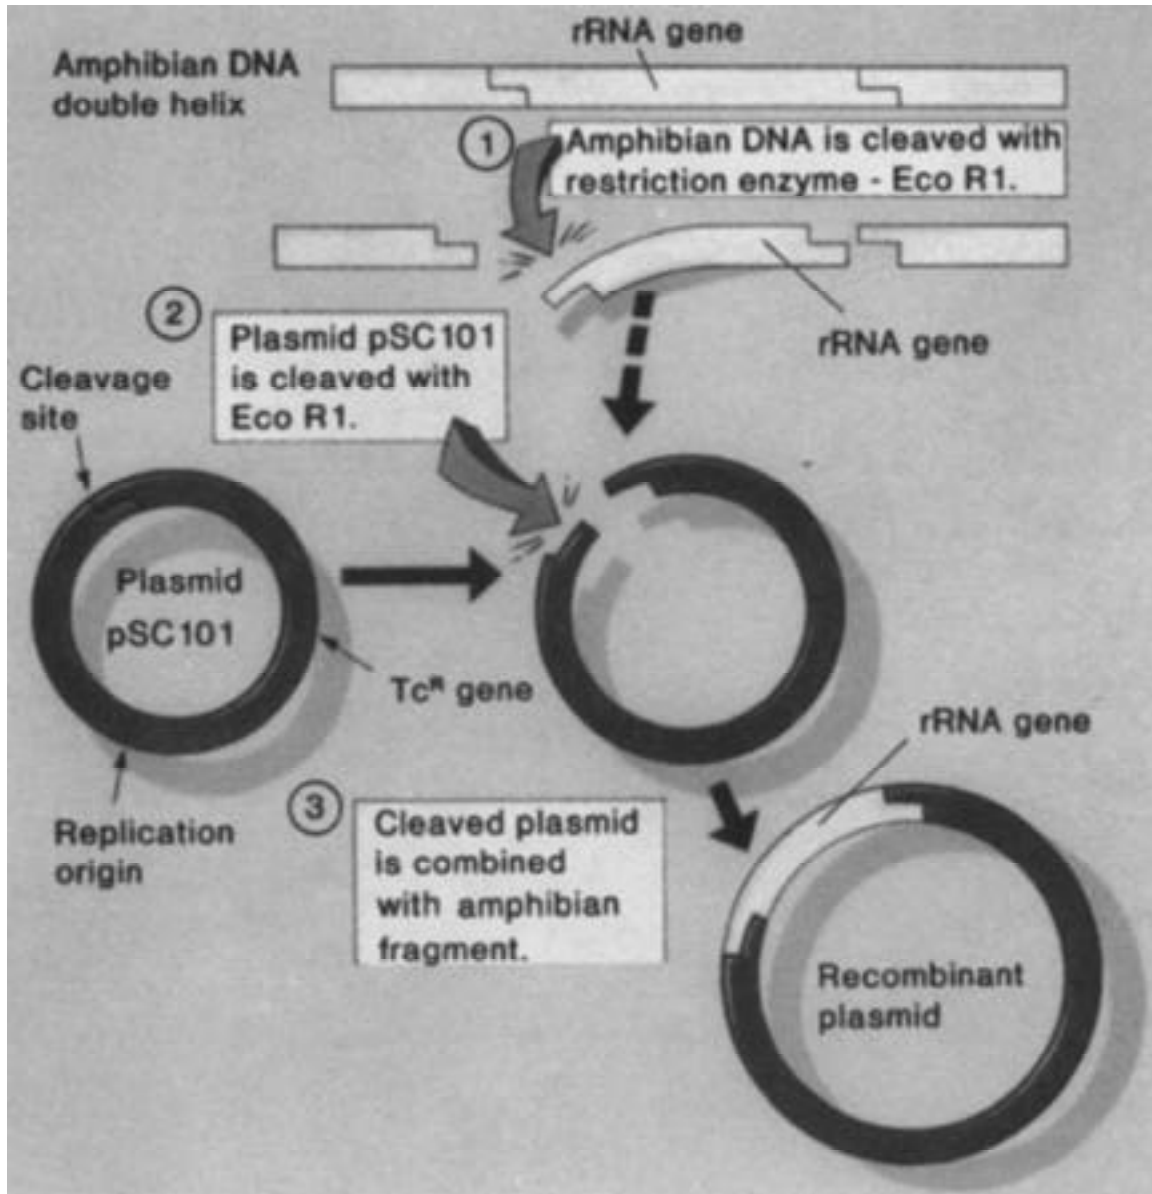 rRNA gene
Amphibian DNA
double helix
1
Amphibian DNA is cleaved with
restriction enzyme - Eco R1.
rRNA gene
2
Plasmid pSC101
is cleaved with
Eco R1.
Cleavage
site
Plasmid
pSC101
Tcᴿ gene
Replication
origin
rRNA gene
3
Cleaved plasmid
is combined
with amphibian
fragment.
Recombinant
plasmid